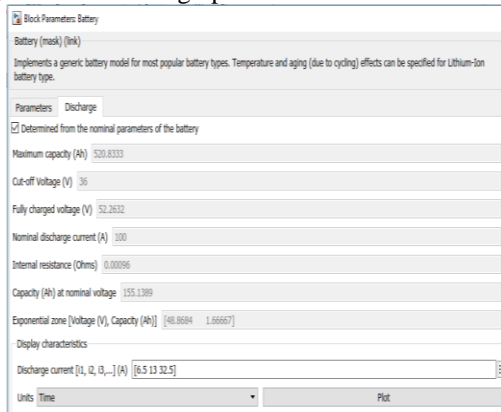 Block Parameters: Battery
Battery (mask) (link)
Implements a generic battery model for most popular battery types. Temperature and aging (due to cycling) effects can be specified for Lithium-Ion
battery type.
Parameters Discharge
Determined from the nominal parameters of the battery
Maximum capacity (Ah) 520.8333
Cut-off Voltage (V) 36
Fully charged voltage (V) 52.2632
Nominal discharge current (A) 100
Internal resistance (Ohms) 0.00096
Capacity (Ah) at nominal voltage 155.1389
Exponential zone [Voltage (V), Capacity (Ah)] [48.8684 1.66667]
Display characteristics
Discharge current [i1, i2, i3,...] (A) [6.5 13 32.5]
Units Time Plot